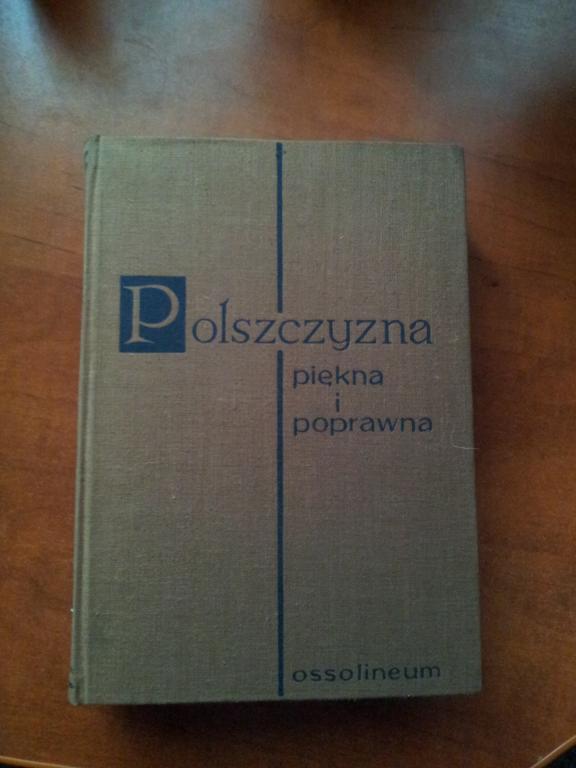 Polszczyzna
piękna
i
poprawna
ossolineum